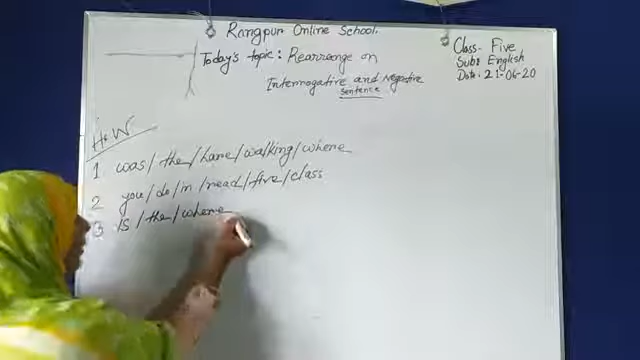 Rangpur Online School.
Today's topic: Rearrange on
Interrogative and Negative
Sentence
Class- Five
Sub: English
Date: 21-06-20
H.W
1 was/the/hare/walking/where
2 you/do/in/read/five/class
3 is/the/where